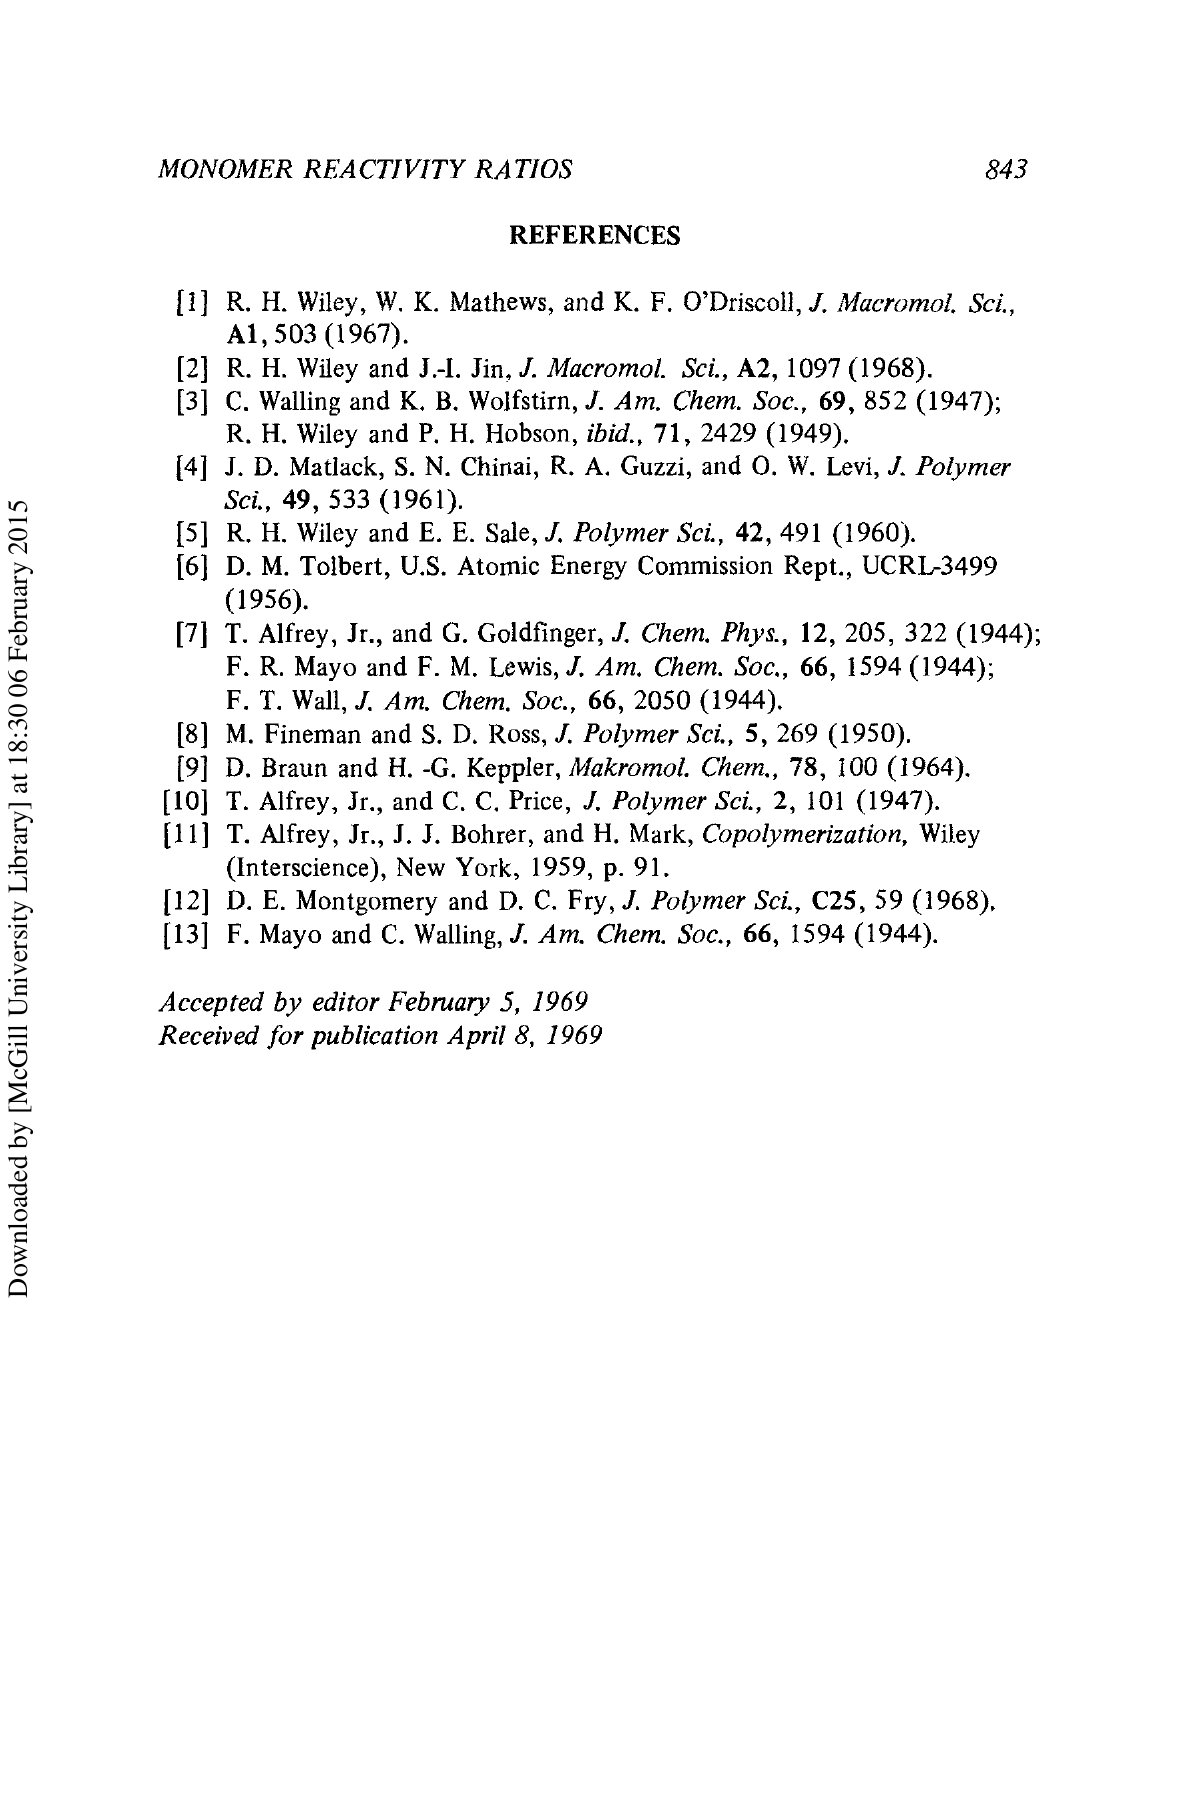 MONOMER REACTIVITY RATIOS 843
REFERENCES
[1] R. H. Wiley, W. K. Mathews, and K. F. O'Driscoll, J. Macromol. Sci.,
A1, 503 (1967).
[2] R. H. Wiley and J.-I. Jin, J. Macromol. Sci., A2, 1097 (1968).
[3] C. Walling and K. B. Wolfstirn, J. Am. Chem. Soc., 69, 852 (1947);
R. H. Wiley and P. H. Hobson, ibid., 71, 2429 (1949).
[4] J. D. Matlack, S. N. Chinai, R. A. Guzzi, and O. W. Levi, J. Polymer
Sci., 49, 533 (1961).
[5] R. H. Wiley and E. E. Sale, J. Polymer Sci., 42, 491 (1960).
[6] D. M. Tolbert, U.S. Atomic Energy Commission Rept., UCRL-3499
(1956).
[7] T. Alfrey, Jr., and G. Goldfinger, J. Chem. Phys., 12, 205, 322 (1944);
F. R. Mayo and F. M. Lewis, J. Am. Chem. Soc., 66, 1594 (1944);
F. T. Wall, J. Am. Chem. Soc., 66, 2050 (1944).
[8] M. Fineman and S. D. Ross, J. Polymer Sci., 5, 269 (1950).
[9] D. Braun and H. -G. Keppler, Makromol. Chem., 78, 100 (1964).
[10] T. Alfrey, Jr., and C. C. Price, J. Polymer Sci., 2, 101 (1947).
[11] T. Alfrey, Jr., J. J. Bohrer, and H. Mark, Copolymerization, Wiley
(Interscience), New York, 1959, p. 91.
[12] D. E. Montgomery and D. C. Fry, J. Polymer Sci., C25, 59 (1968).
[13] F. Mayo and C. Walling, J. Am. Chem. Soc., 66, 1594 (1944).
Accepted by editor February 5, 1969
Received for publication April 8, 1969
Downloaded by [McGill University Library] at 18:30 06 February 2015